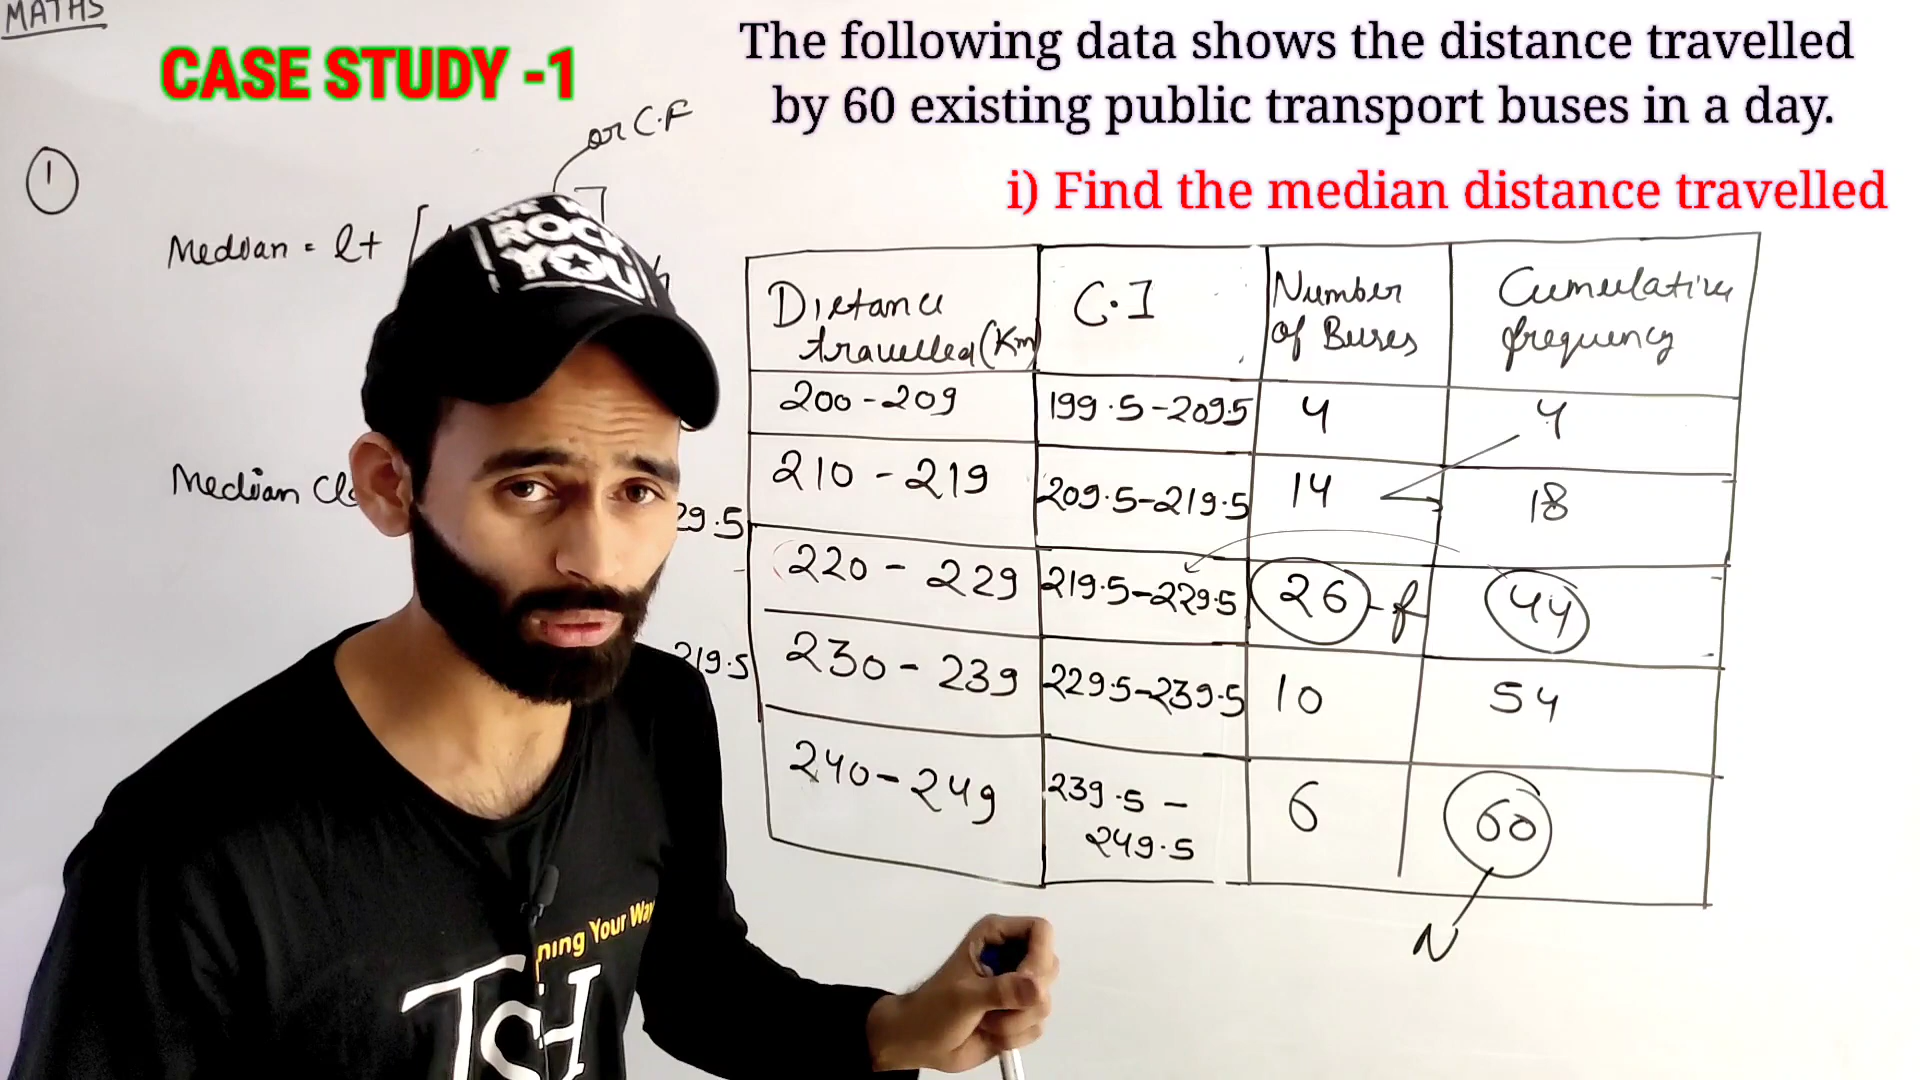 MATHS
CASE STUDY -1
The following data shows the distance travelled
by 60 existing public transport buses in a day.
i) Find the median distance travelled
or C.F
1
Median = l+ [
h
Distance travelled (Km)
C.I
Number of Buses
Cumulative frequency
200-209 199.5-209.5 4 4
210-219 209.5-219.5 14 18
220-229 219.5-229.5 26-f 44
230-239 229.5-239.5 10 54
240-249 239.5-249.5 6 60
N
Median
29.5
219.5
ROCK
YOU
ning Your Way
TSH